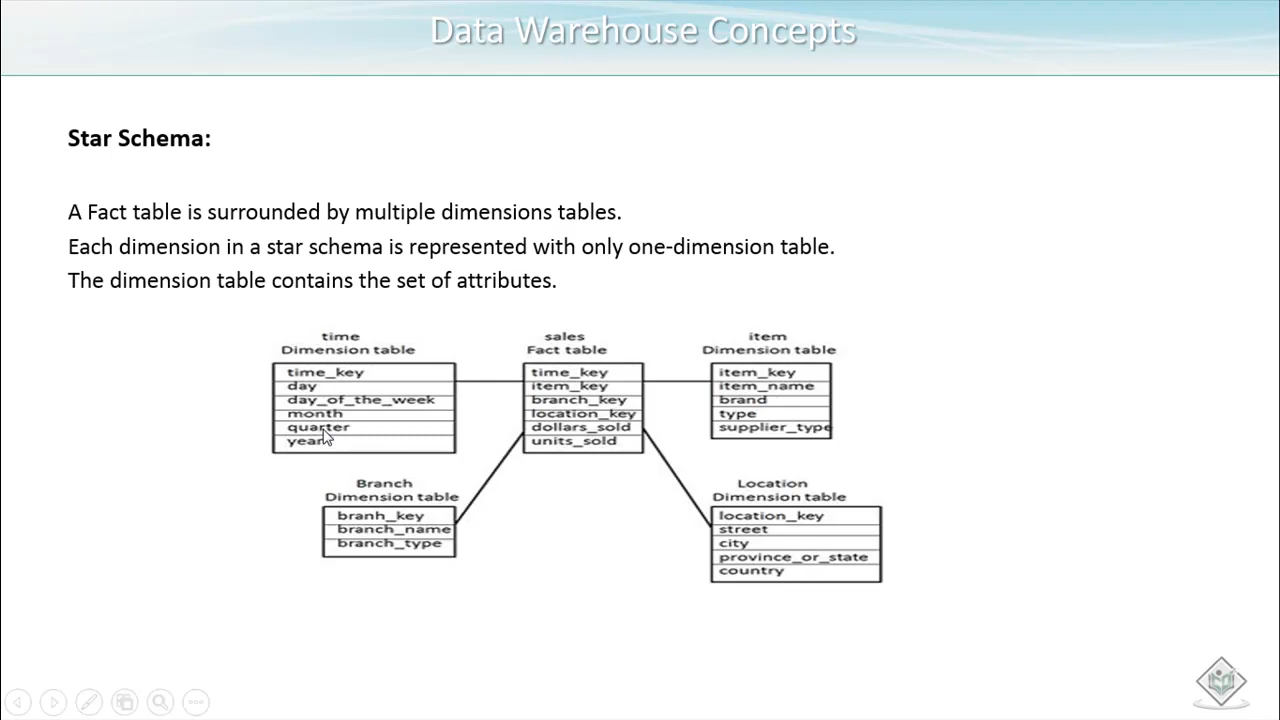 Data Warehouse Concepts
Star Schema:
A Fact table is surrounded by multiple dimensions tables.
Each dimension in a star schema is represented with only one-dimension table.
The dimension table contains the set of attributes.
time
Dimension table
time_key
day
day_of_the_week
month
quarter
year
sales
Fact table
time_key
item_key
branch_key
location_key
dollars_sold
units_sold
item
Dimension table
item_key
item_name
brand
type
supplier_type
Branch
Dimension table
branh_key
branch_name
branch_type
Location
Dimension table
location_key
street
city
province_or_state
country